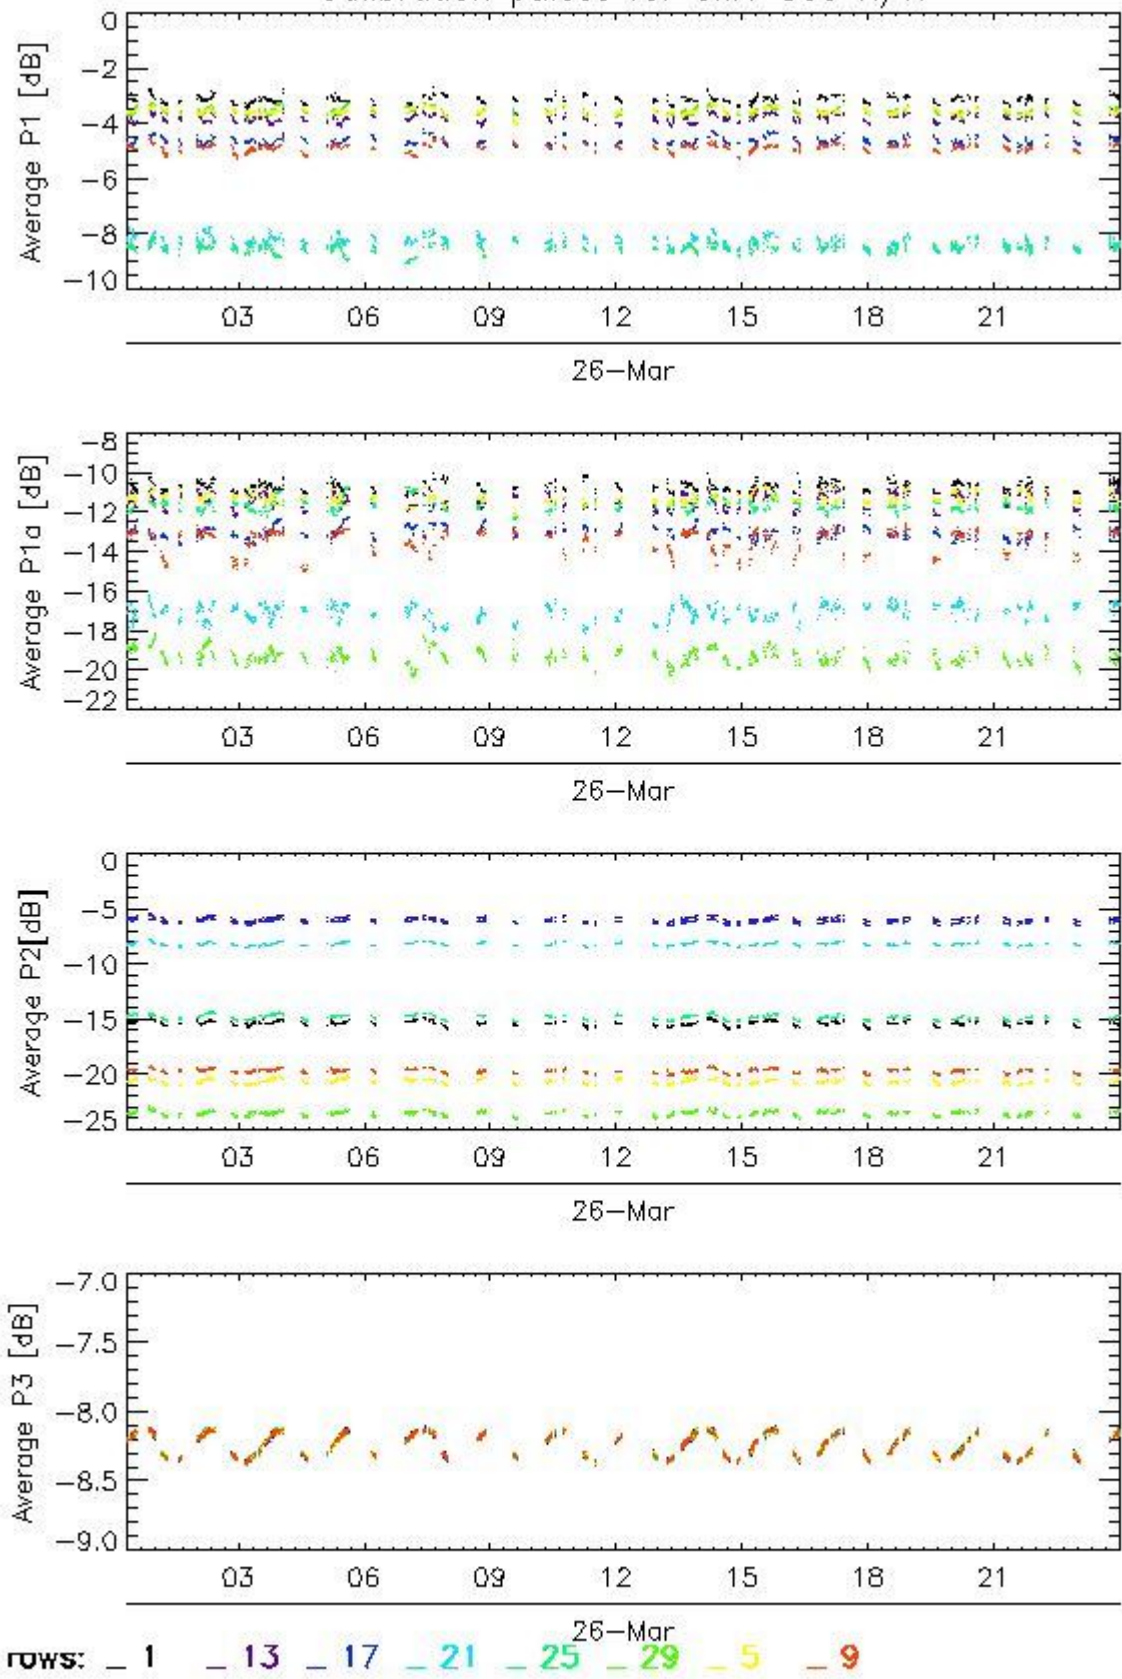 0
−2
−4
−6
−8
−10
Average P1 [dB]
03 06 09 12 15 18 21
26−Mar
−8
−10
−12
−14
−16
−18
−20
−22
Average P1a [dB]
03 06 09 12 15 18 21
26−Mar
0
−5
−10
−15
−20
−25
Average P2[dB]
03 06 09 12 15 18 21
26−Mar
−7.0
−7.5
−8.0
−8.5
−9.0
Average P3 [dB]
03 06 09 12 15 18 21
26−Mar
rows: _ 1 _ 13 _ 17 _ 21 _ 25 _ 29 _ 5 _ 9